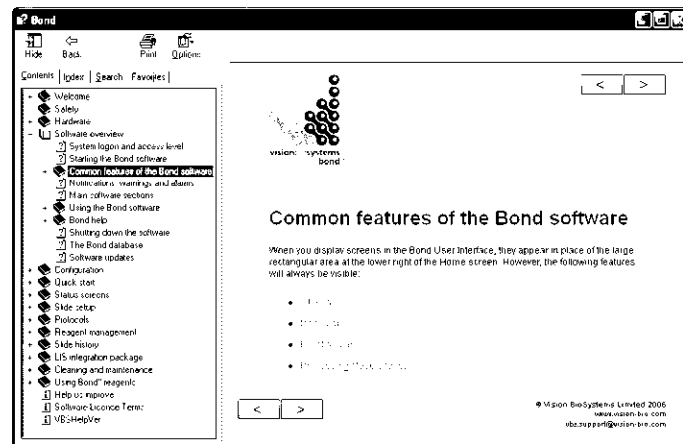 Bond
Hide Back Print Options
Contents Index Search Favorites
Welcome
Safety
Hardware
Software overview
System logon and access level
Starting the Bond software
Common features of the Bond software
Notifications, warnings and alarms
Main software sections
Using the Bond software
Bond help
Shutting down the software
The Bond database
Software updates
Configuration
Quick start
Status screens
Slide setup
Protocols
Reagent management
Slide history
LIS integration package
Cleaning and maintenance
Using Bond™ reagents
Help us improve
Software Licence Terms
VBSHelpVer
< >
vision systems
bond
Common features of the Bond software
When you display screens in the Bond User Interface, they appear in place of the large
rectangular area at the lower right of the Home screen. However, the following features
will always be visible:
< >
© Vision BioSystems Limited 2006
www.vision-bio.com
vbs.support@vision-bio.com